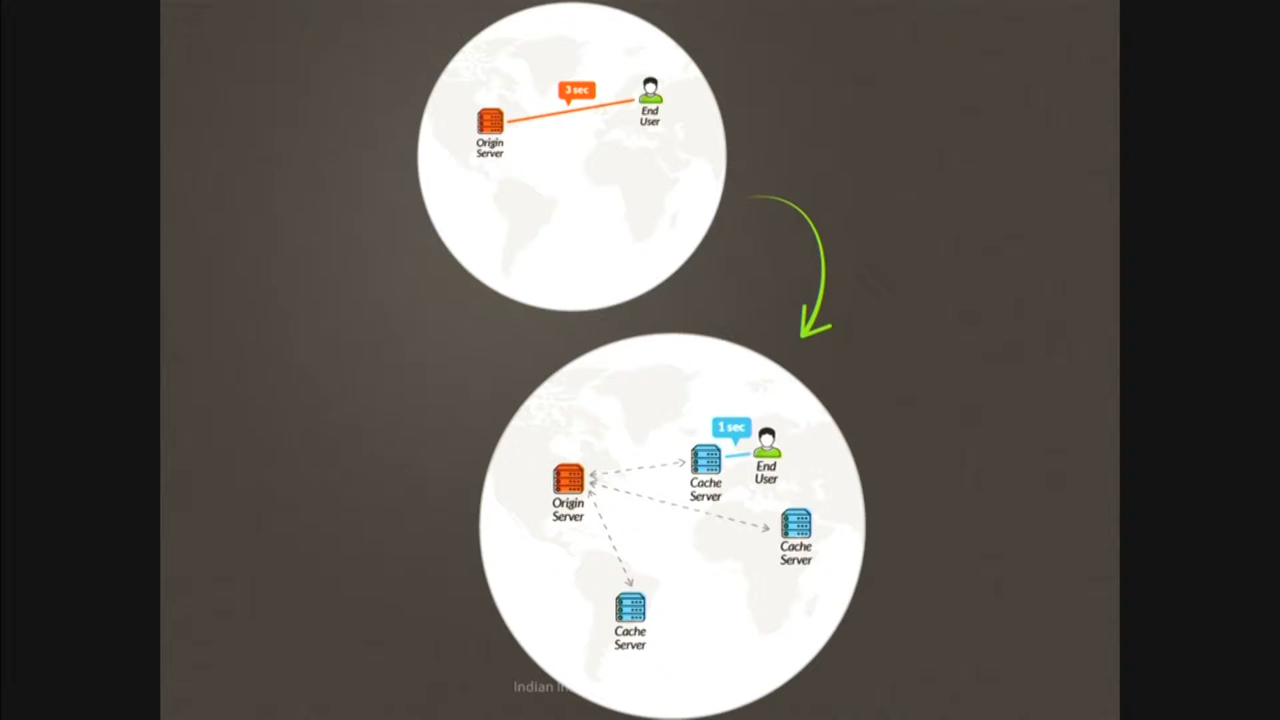 3 sec
End
User
Origin
Server
1 sec
End
User
Cache
Server
Origin
Server
Cache
Server
Cache
Server
Indian